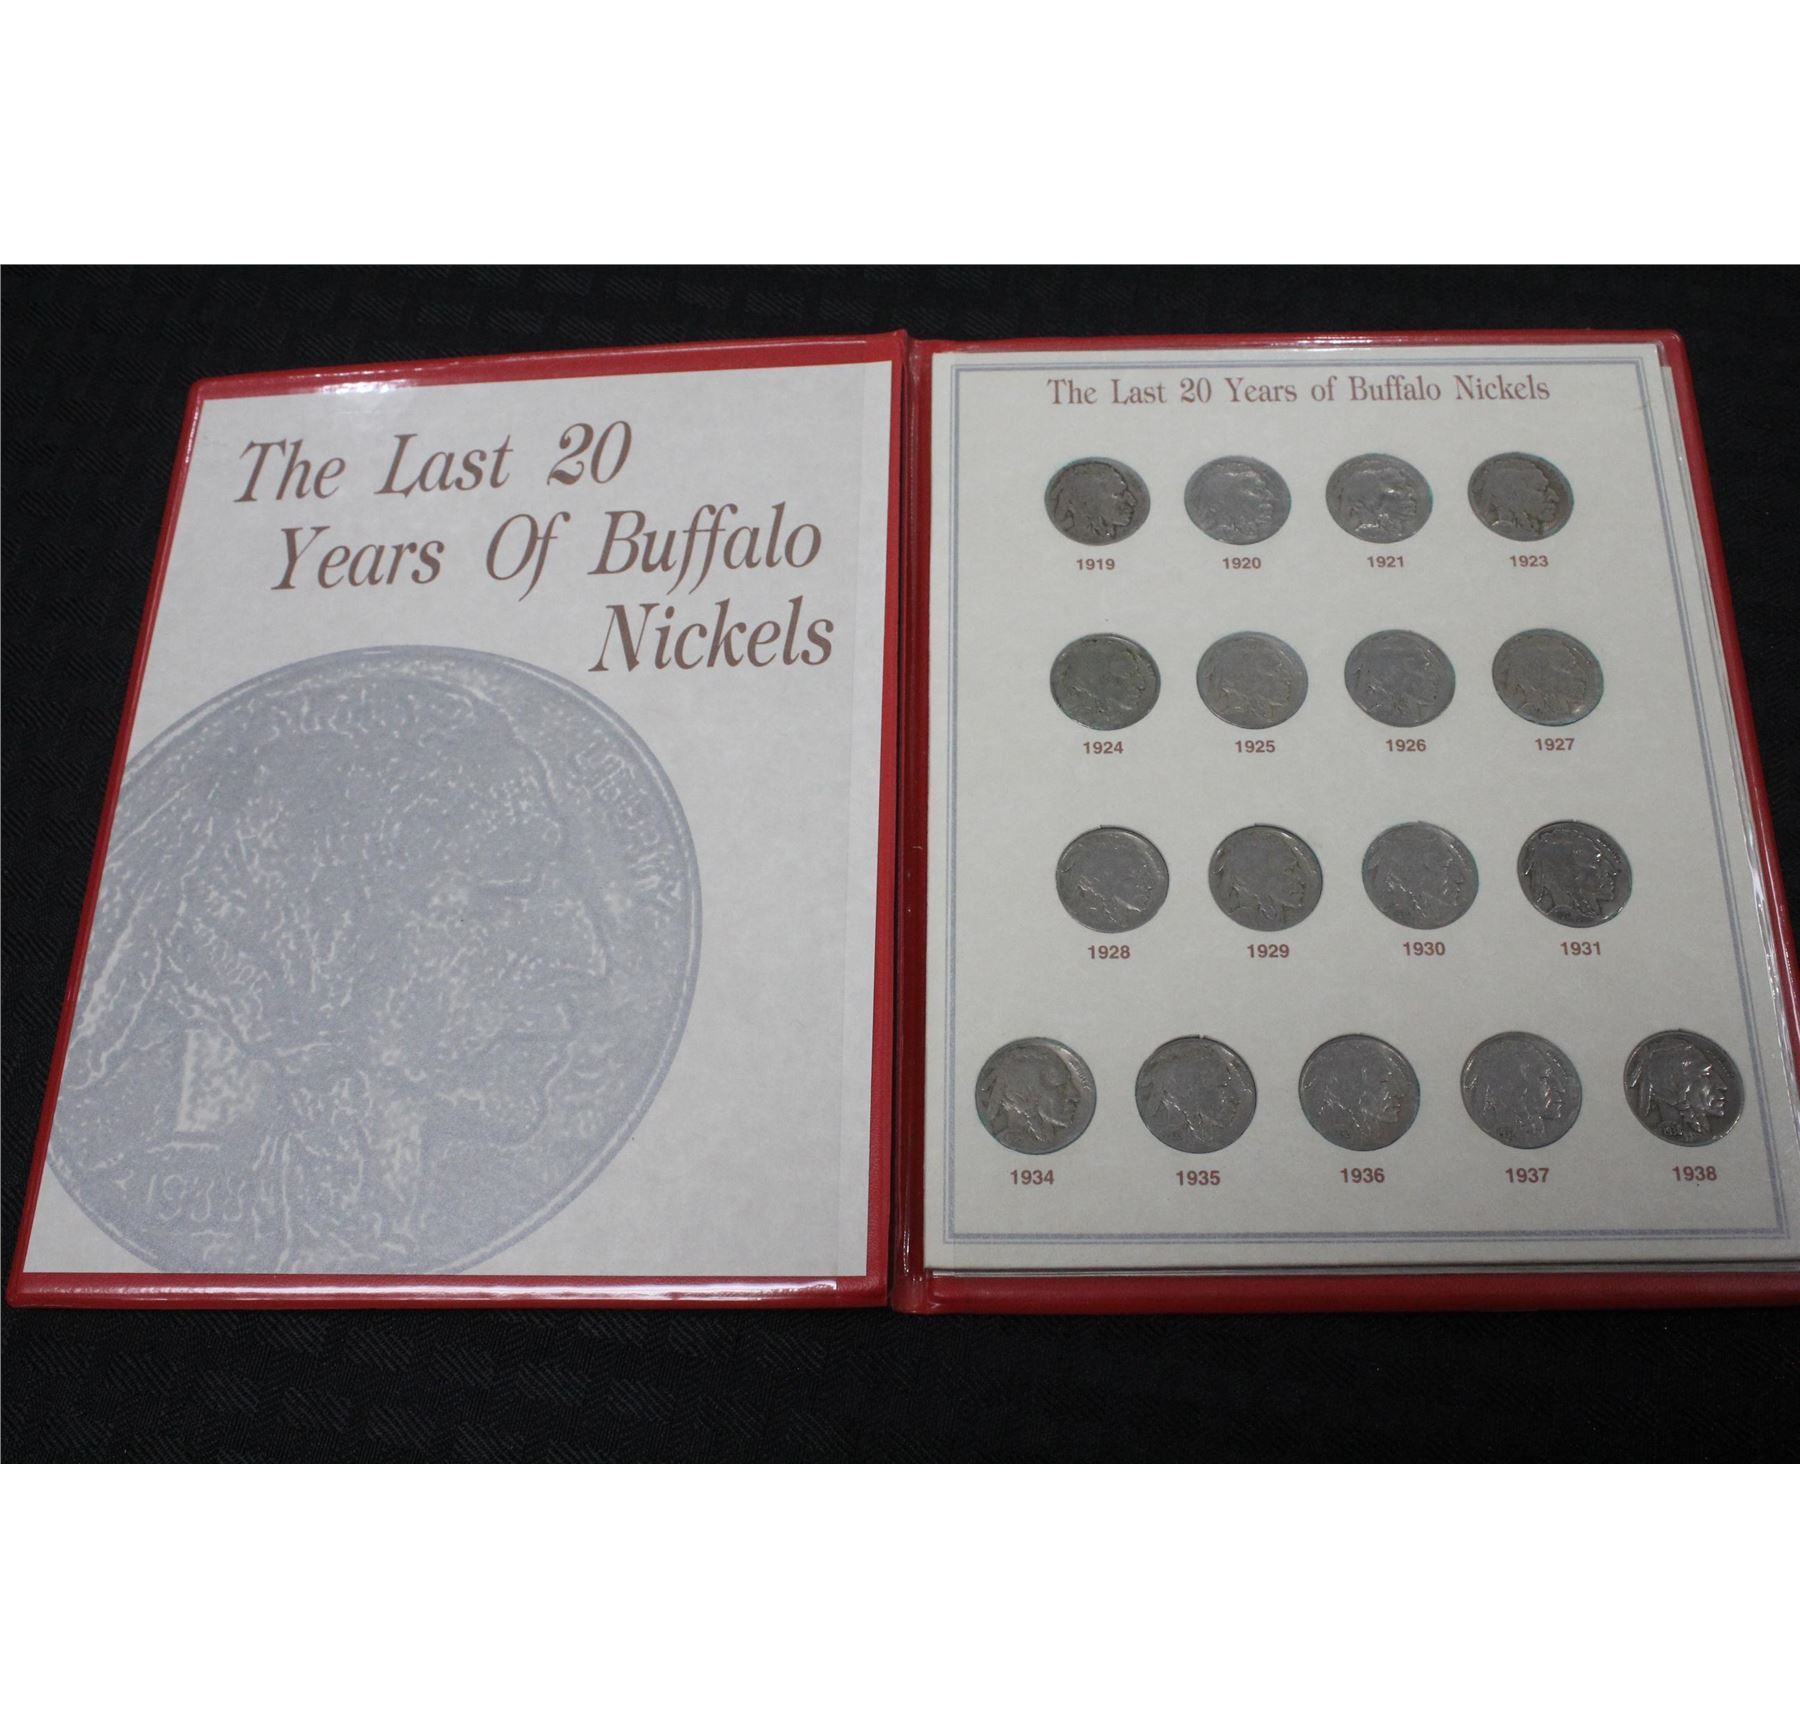 The Last 20
Years Of Buffalo
Nickels
The Last 20 Years of Buffalo Nickels
1919 1920 1921 1923
1924 1925 1926 1927
1928 1929 1930 1931
1934 1935 1936 1937 1938